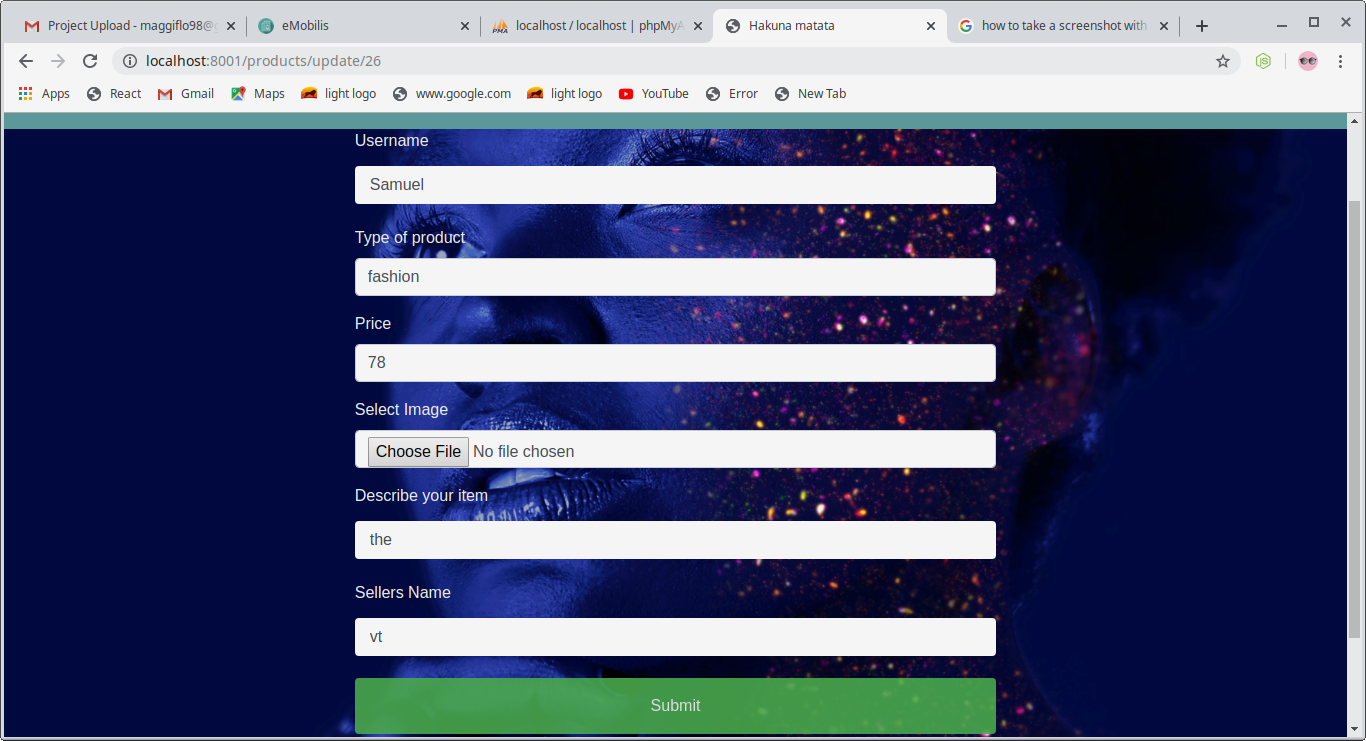 Project Upload - maggiflo98@g
eMobilis
localhost / localhost | phpMyA
Hakuna matata
how to take a screenshot with
localhost:8001/products/update/26
Apps
React
Gmail
Maps
light logo
www.google.com
light logo
YouTube
Error
New Tab
Username
Samuel
Type of product
fashion
Price
78
Select Image
Choose File No file chosen
Describe your item
the
Sellers Name
vt
Submit